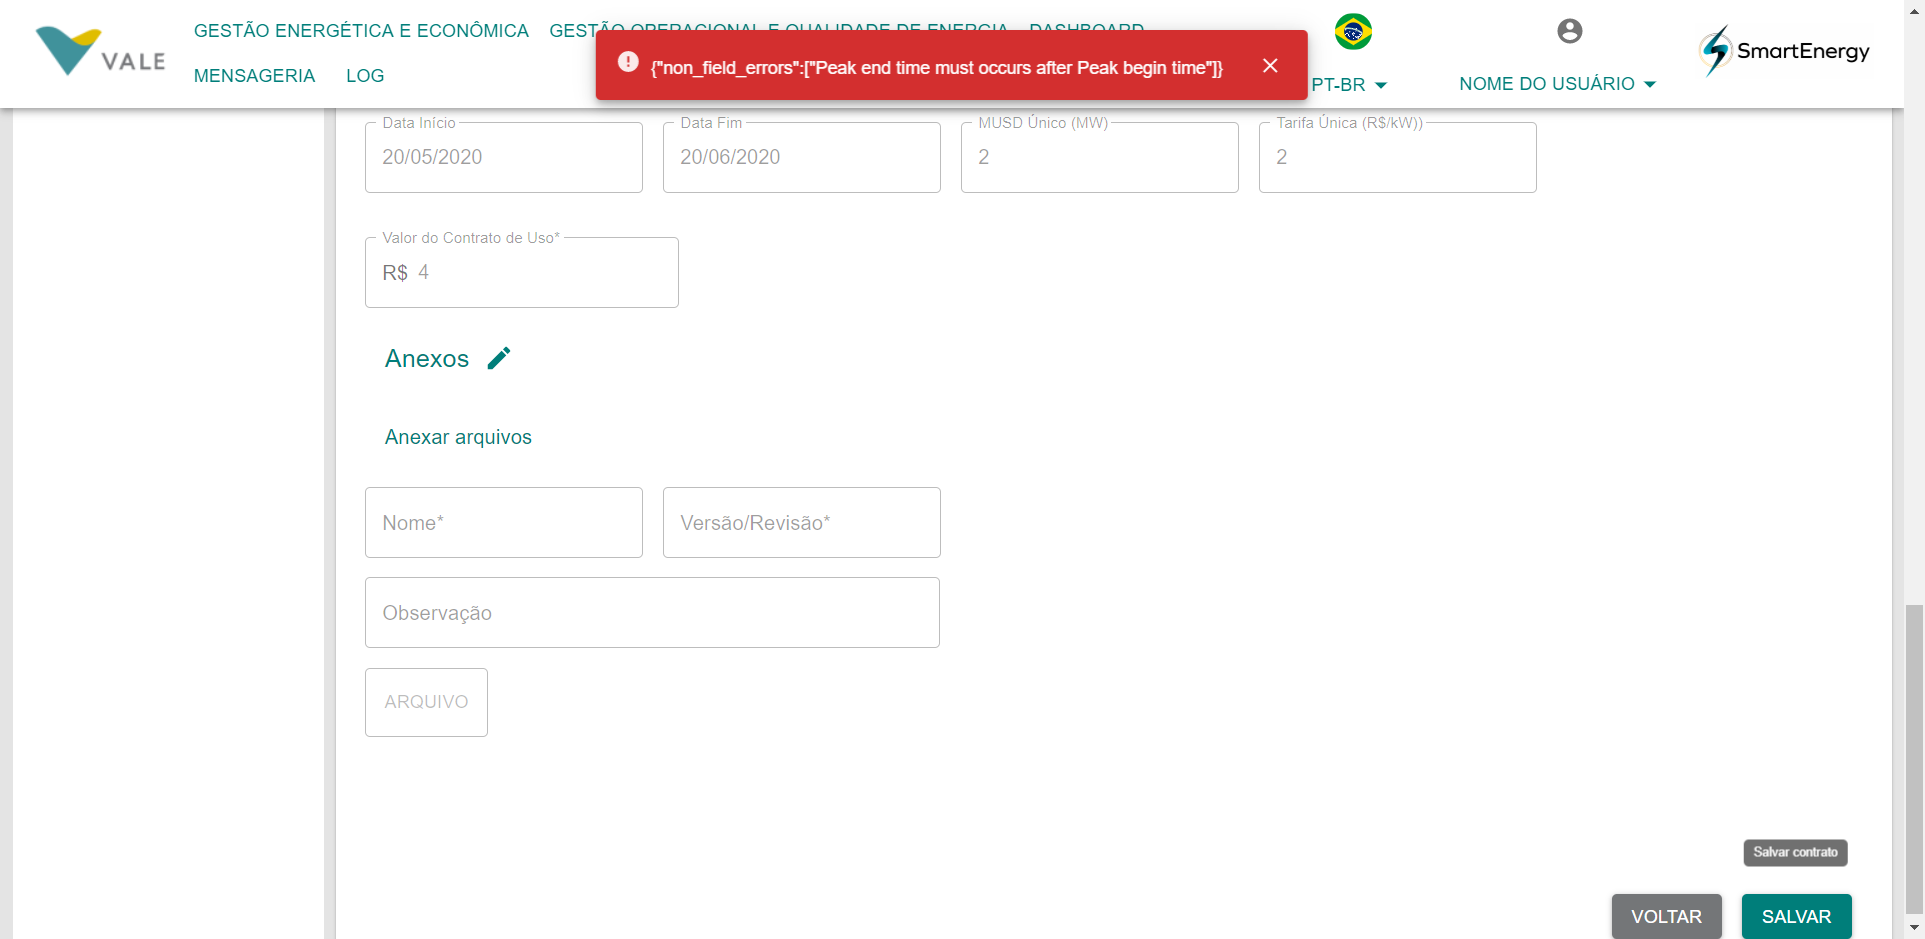 VALE
GESTÃO ENERGÉTICA E ECONÔMICA
GESTÃO OPERACIONAL E QUALIDADE DE ENERGIA
DASHBOARD
MENSAGERIA
LOG
{"non_field_errors":["Peak end time must occurs after Peak begin time"]}
PT-BR
NOME DO USUÁRIO
SmartEnergy
Data Início
20/05/2020
Data Fim
20/06/2020
MUSD Único (MW)
2
Tarifa Única (R$/kW))
2
Valor do Contrato de Uso*
R$ 4
Anexos
Anexar arquivos
Nome*
Versão/Revisão*
Observação
ARQUIVO
Salvar contrato
VOLTAR
SALVAR